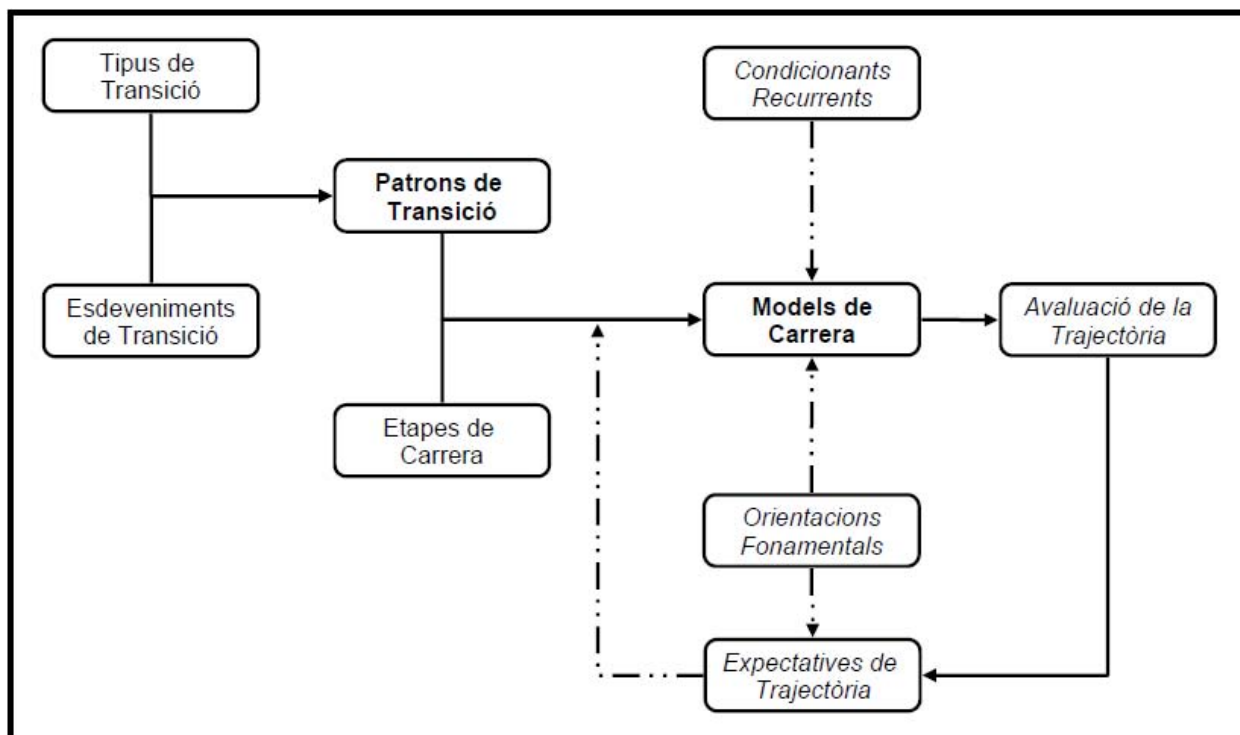 Tipus de
Transició
Condicionants
Recurrents
Patrons de
Transició
Esdeveniments
de Transició
Models de
Carrera
Avaluació de la
Trajectòria
Etapes de
Carrera
Orientacions
Fonamentals
Expectatives de
Trajectòria